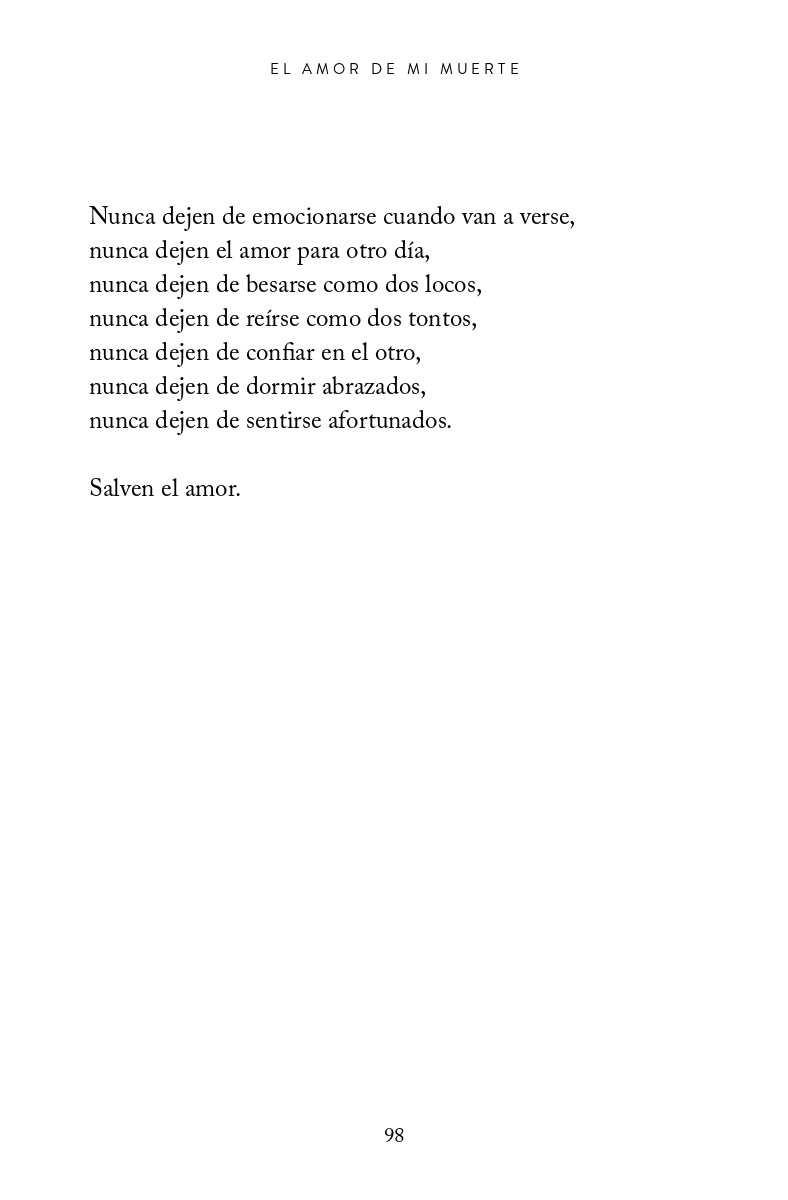 EL AMOR DE MI MUERTE
Nunca dejen de emocionarse cuando van a verse,
nunca dejen el amor para otro día,
nunca dejen de besarse como dos locos,
nunca dejen de reírse como dos tontos,
nunca dejen de confiar en el otro,
nunca dejen de dormir abrazados,
nunca dejen de sentirse afortunados.
Salven el amor.
98